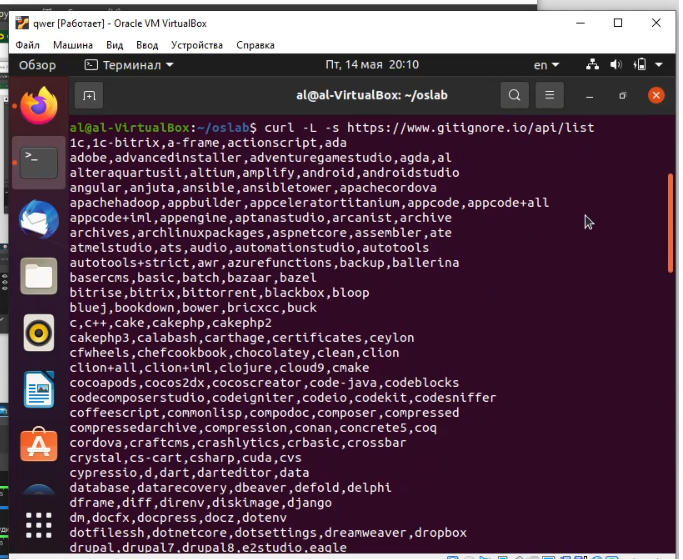 qwer [Работает] - Oracle VM VirtualBox
Файл Машина Вид Ввод Устройства Справка
Обзор Терминал Пт, 14 мая 20:10 en
al@al-VirtualBox: ~/oslab
al@al-VirtualBox:~/oslab$ curl -L -s https://www.gitignore.io/api/list
1c,1c-bitrix,a-frame,actionscript,ada
adobe,advancedinstaller,adventuregamestudio,agda,al
alteraquartusii,altium,amplify,android,androidstudio
angular,anjuta,ansible,ansibletower,apachecordova
apachehadoop,appbuilder,appceleratortitanium,appcode,appcode+all
appcode+iml,appengine,aptanastudio,arcanist,archive
archives,archlinuxpackages,aspnetcore,assembler,ate
atmelstudio,ats,audio,automationstudio,autotools
autotools+strict,awr,azurefunctions,backup,ballerina
basercms,basic,batch,bazaar,bazel
bitrise,bitrix,bittorrent,blackbox,bloop
bluej,bookdown,bower,bricxcc,buck
c,c++,cake,cakephp,cakephp2
cakephp3,calabash,carthage,certificates,ceylon
cfwheels,chefcookbook,chocolatey,clean,clion
clion+all,clion+iml,clojure,cloud9,cmake
cocoapods,cocos2dx,cocoscreator,code-java,codeblocks
codecomposerstudio,codeigniter,codeio,codekit,codesniffer
coffeescript,commonlisp,compodoc,composer,compressed
compressedarchive,compression,conan,concrete5,coq
cordova,craftcms,crashlytics,crbasic,crossbar
crystal,cs-cart,csharp,cuda,cvs
cypressio,d,dart,darteditor,data
database,datarecovery,dbeaver,defold,delphi
dframe,diff,direnv,diskimage,django
dm,docfx,docpress,docz,dotenv
dotfilessh,dotnetcore,dotsettings,dreamweaver,dropbox
drupal,drupal7,drupal8,e2studio,eagle